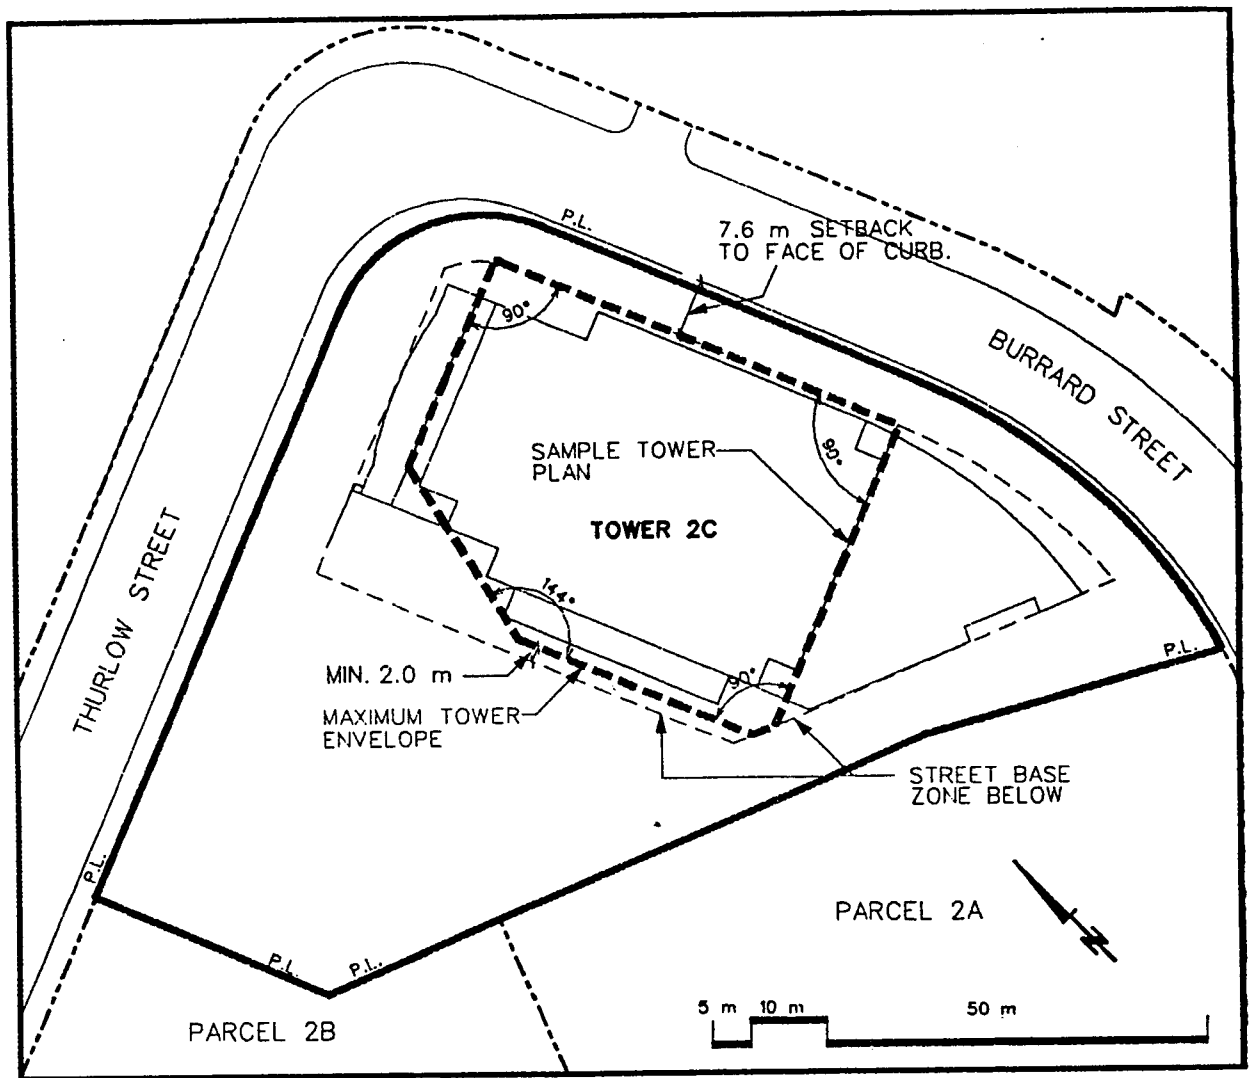 P.L.
7.6 m SETBACK
TO FACE OF CURB.
90°
BURRARD STREET
90°
SAMPLE TOWER
PLAN
TOWER 2C
THURLOW STREET
144°
MIN. 2.0 m
90°
P.L.
MAXIMUM TOWER
ENVELOPE
STREET BASE
ZONE BELOW
P.L.
PARCEL 2A
P.L.
P.L.
5 m
10 m
50 m
PARCEL 2B